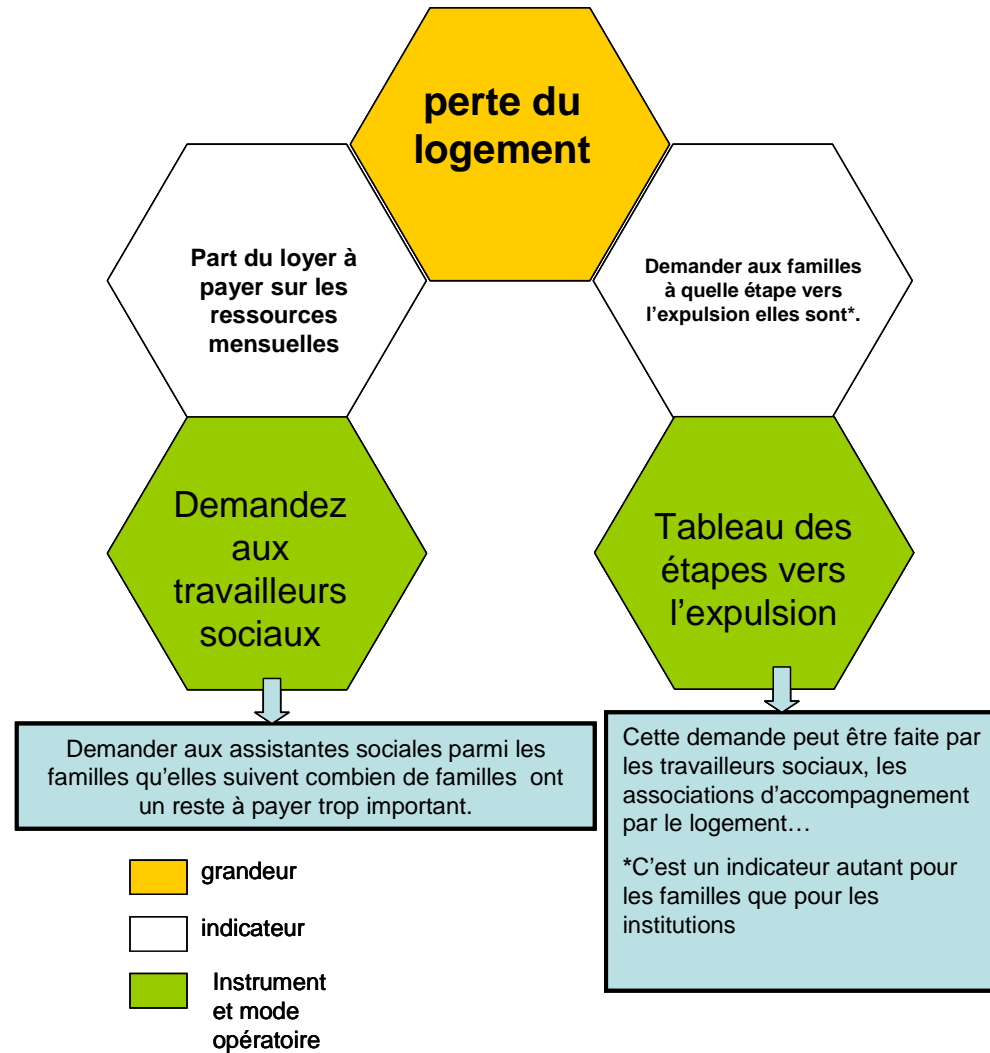 perte du
logement
Part du loyer à
payer sur les
ressources
mensuelles
Demander aux familles
à quelle étape vers
l'expulsion elles sont*.
Demandez
aux
travailleurs
sociaux
Tableau des
étapes vers
l'expulsion
Demander aux assistantes sociales parmi les
familles qu'elles suivent combien de familles ont
un reste à payer trop important.
Cette demande peut être faite par
les travailleurs sociaux, les
associations d'accompagnement
par le logement…
*C'est un indicateur autant pour
les familles que pour les
institutions
grandeur
indicateur
Instrument
et mode
opératoire